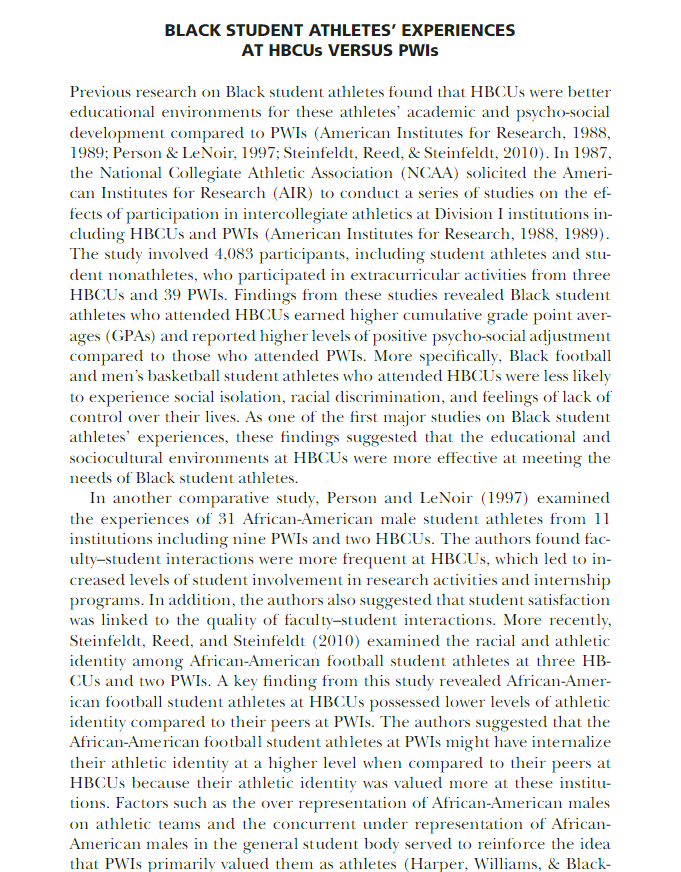 BLACK STUDENT ATHLETES’ EXPERIENCES
AT HBCUs VERSUS PWIs
Previous research on Black student athletes found that HBCUs were better
educational environments for these athletes’ academic and psycho-social
development compared to PWIs (American Institutes for Research, 1988,
1989; Person & LeNoir, 1997; Steinfeldt, Reed, & Steinfeldt, 2010). In 1987,
the National Collegiate Athletic Association (NCAA) solicited the Ameri-
can Institutes for Research (AIR) to conduct a series of studies on the ef-
fects of participation in intercollegiate athletics at Division I institutions in-
cluding HBCUs and PWIs (American Institutes for Research, 1988, 1989).
The study involved 4,083 participants, including student athletes and stu-
dent nonathletes, who participated in extracurricular activities from three
HBCUs and 39 PWIs. Findings from these studies revealed Black student
athletes who attended HBCUs earned higher cumulative grade point aver-
ages (GPAs) and reported higher levels of positive psycho-social adjustment
compared to those who attended PWIs. More specifically, Black football
and men’s basketball student athletes who attended HBCUs were less likely
to experience social isolation, racial discrimination, and feelings of lack of
control over their lives. As one of the first major studies on Black student
athletes’ experiences, these findings suggested that the educational and
sociocultural environments at HBCUs were more effective at meeting the
needs of Black student athletes.
In another comparative study, Person and LeNoir (1997) examined
the experiences of 31 African-American male student athletes from 11
institutions including nine PWIs and two HBCUs. The authors found fac-
ulty–student interactions were more frequent at HBCUs, which led to in-
creased levels of student involvement in research activities and internship
programs. In addition, the authors also suggested that student satisfaction
was linked to the quality of faculty–student interactions. More recently,
Steinfeldt, Reed, and Steinfeldt (2010) examined the racial and athletic
identity among African-American football student athletes at three HB-
CUs and two PWIs. A key finding from this study revealed African-Amer-
ican football student athletes at HBCUs possessed lower levels of athletic
identity compared to their peers at PWIs. The authors suggested that the
African-American football student athletes at PWIs might have internalize
their athletic identity at a higher level when compared to their peers at
HBCUs because their athletic identity was valued more at these institu-
tions. Factors such as the over representation of African-American males
on athletic teams and the concurrent under representation of African-
American males in the general student body served to reinforce the idea
that PWIs primarily valued them as athletes (Harper, Williams, & Black-